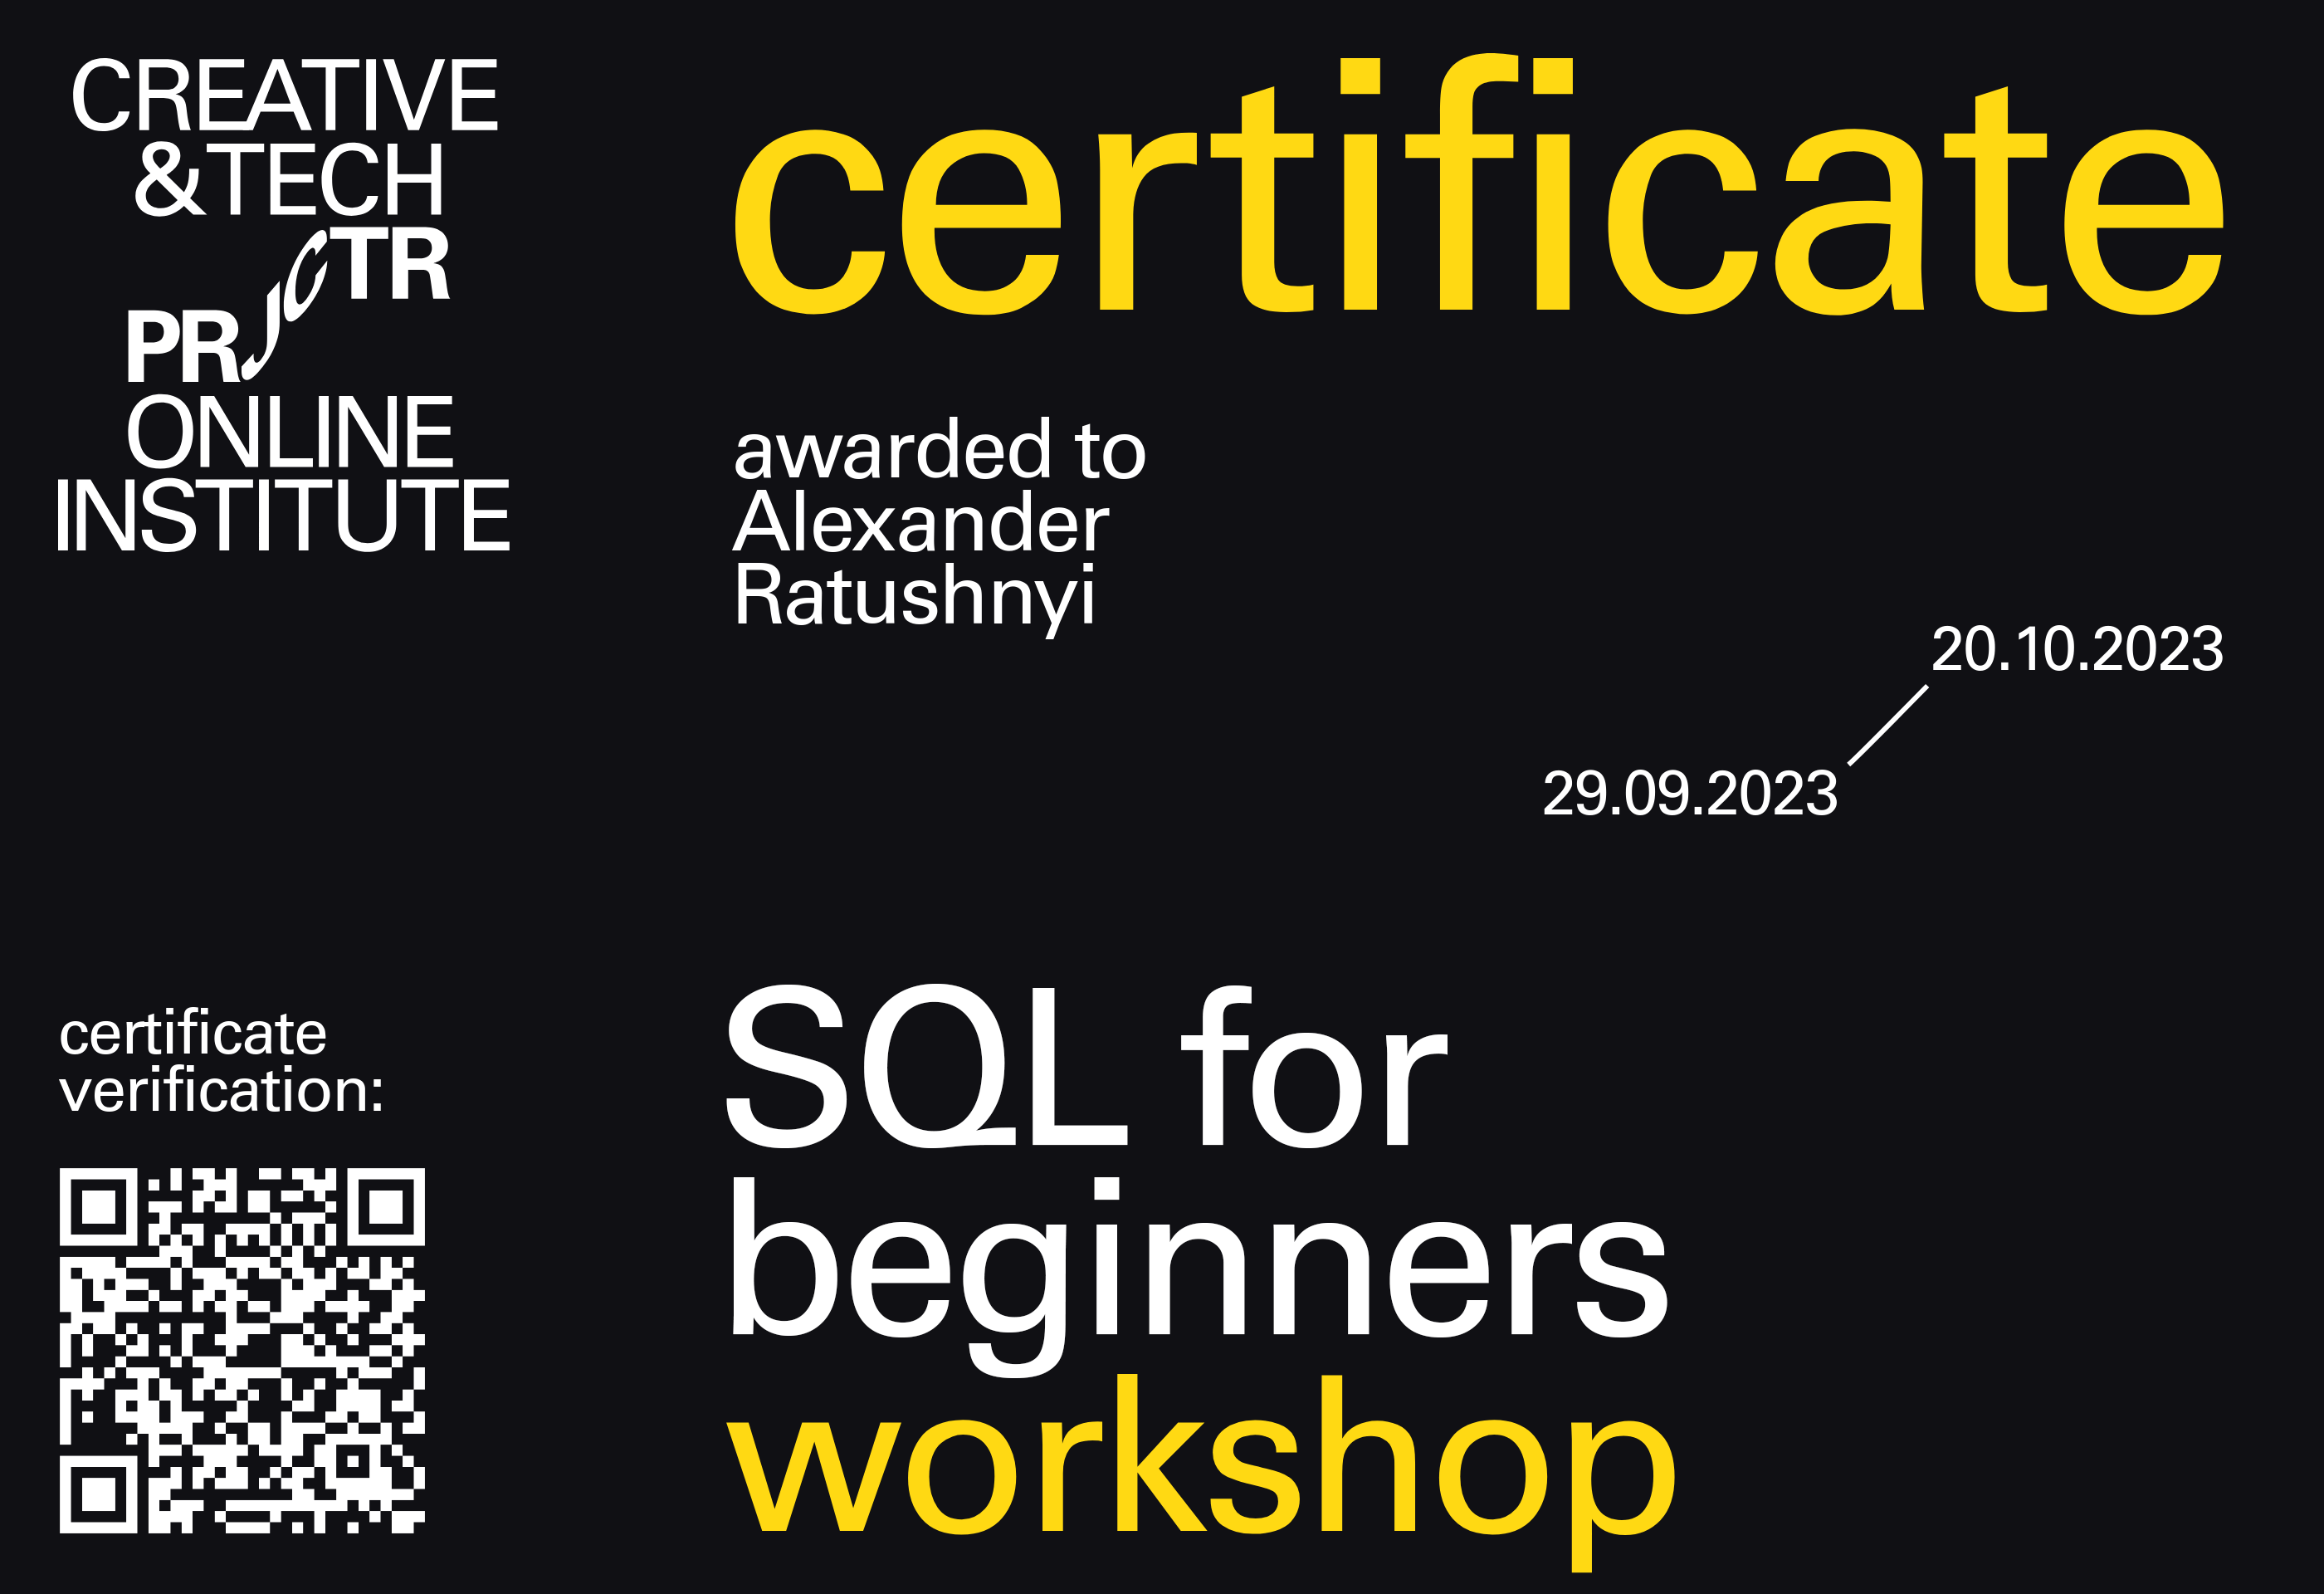 CREATIVE
&TECH
PRJCTR
ONLINE
INSTITUTE
certificate
awarded to
Alexander
Ratushnyi
20.10.2023
29.09.2023
certificate
verification:
SQL for
beginners
workshop